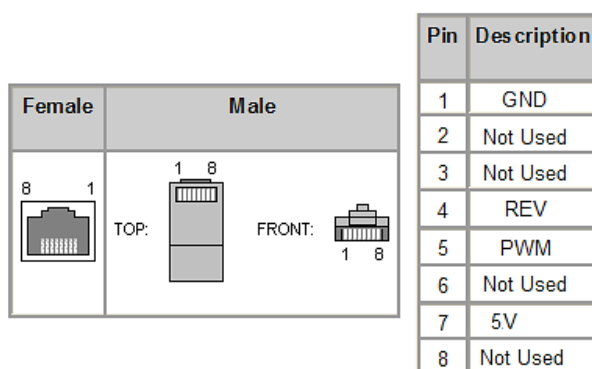 Female Male
8 1
1 8
TOP:
FRONT:
1 8
Pin Description
1 GND
2 Not Used
3 Not Used
4 REV
5 PWM
6 Not Used
7 5V
8 Not Used